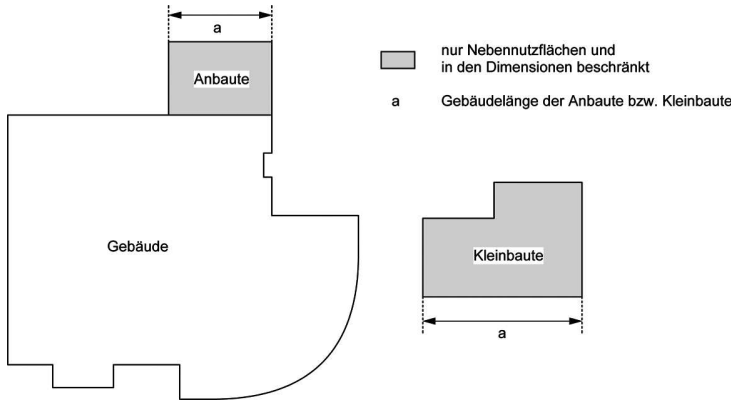 a
Anbaute
nur Nebennutzflächen und
in den Dimensionen beschränkt
a Gebäudelänge der Anbaute bzw. Kleinbaute
Gebäude
Kleinbaute
a